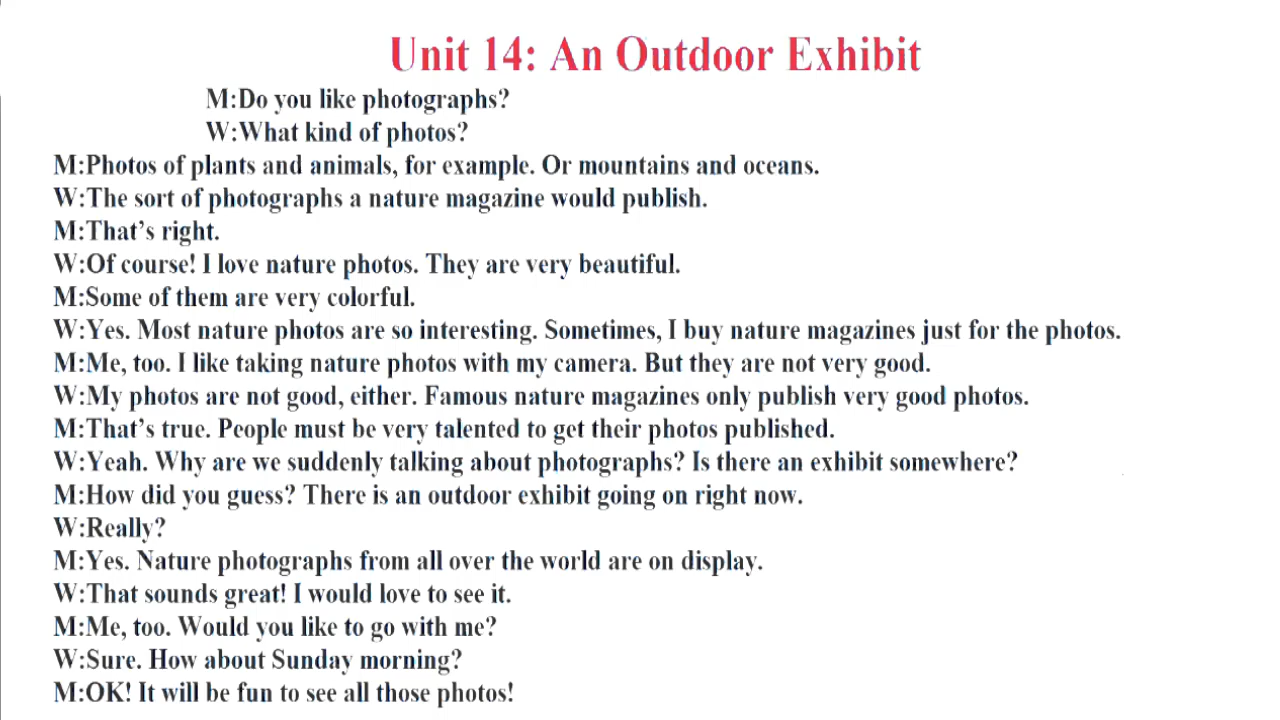 Unit 14: An Outdoor Exhibit
M:Do you like photographs?
W:What kind of photos?
M:Photos of plants and animals, for example. Or mountains and oceans.
W:The sort of photographs a nature magazine would publish.
M:That’s right.
W:Of course! I love nature photos. They are very beautiful.
M:Some of them are very colorful.
W:Yes. Most nature photos are so interesting. Sometimes, I buy nature magazines just for the photos.
M:Me, too. I like taking nature photos with my camera. But they are not very good.
W:My photos are not good, either. Famous nature magazines only publish very good photos.
M:That’s true. People must be very talented to get their photos published.
W:Yeah. Why are we suddenly talking about photographs? Is there an exhibit somewhere?
M:How did you guess? There is an outdoor exhibit going on right now.
W:Really?
M:Yes. Nature photographs from all over the world are on display.
W:That sounds great! I would love to see it.
M:Me, too. Would you like to go with me?
W:Sure. How about Sunday morning?
M:OK! It will be fun to see all those photos!